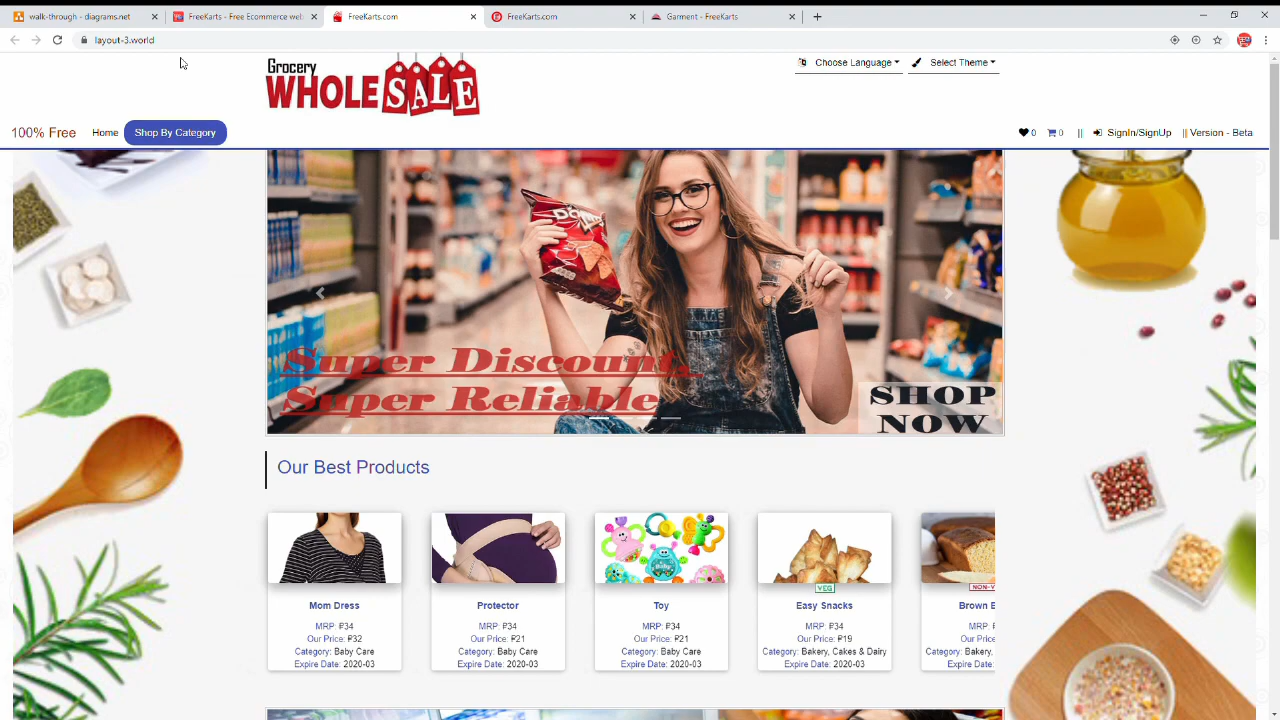 walk-through - diagrams.net
FreeKarts - Free Ecommerce web
FreeKarts.com
FreeKarts.com
Garment - FreeKarts
layout-3.world
Grocery
WHOLE SALE
Choose Language
Select Theme
100% Free
Home
Shop By Category
0
0
||
SignIn/SignUp
|| Version - Beta
Super Discount,
Super Reliable
SHOP
NOW
Our Best Products
Mom Dress
MRP: ₽34
Our Price: ₽32
Category: Baby Care
Expire Date: 2020-03
Protector
MRP: ₽34
Our Price: ₽21
Category: Baby Care
Expire Date: 2020-03
Toy
MRP: ₽34
Our Price: ₽21
Category: Baby Care
Expire Date: 2020-03
VEG
Easy Snacks
MRP: ₽34
Our Price: ₽19
Category: Bakery, Cakes & Dairy
Expire Date: 2020-03
NON-V
Brown
MRP:
Our Price
Category: Bakery,
Expire Date: